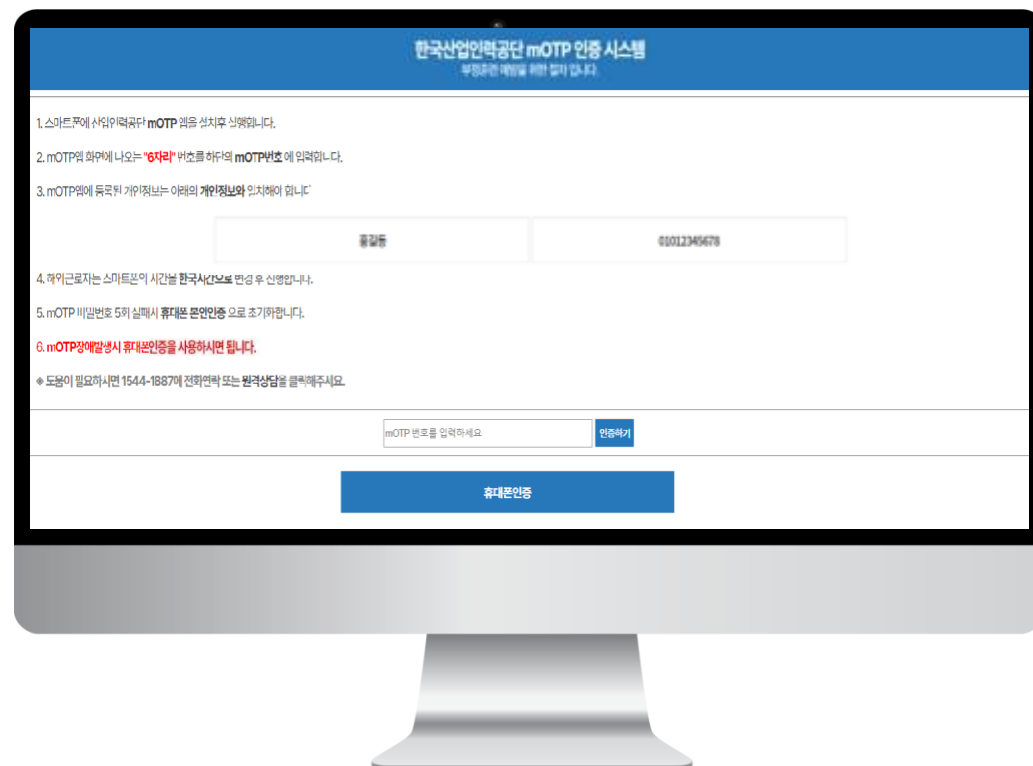 한국산업인력공단 mOTP 인증 시스템
부정훈련 예방을 위한 절차 입니다.
1. 스마트폰에 산업인력공단 mOTP 앱을 설치후 실행합니다.
2. mOTP앱 화면에 나오는 "6자리" 번호를 하단의 mOTP번호 에 입력합니다.
3. mOTP앱에 등록된 개인정보는 아래의 개인정보와 일치해야 합니다
홍길동 01012345678
4. 해외근로자는 스마트폰의 시간을 한국시간으로 변경 후 진행합니다.
5. mOTP 비밀번호 5회 실패시 휴대폰 본인인증 으로 초기화합니다.
6. mOTP장애발생시 휴대폰인증을 사용하시면 됩니다.
※ 도움이 필요하시면 1544-1887에 전화연락 또는 원격상담을 클릭해주세요.
mOTP 번호를 입력하세요 인증하기
휴대폰인증